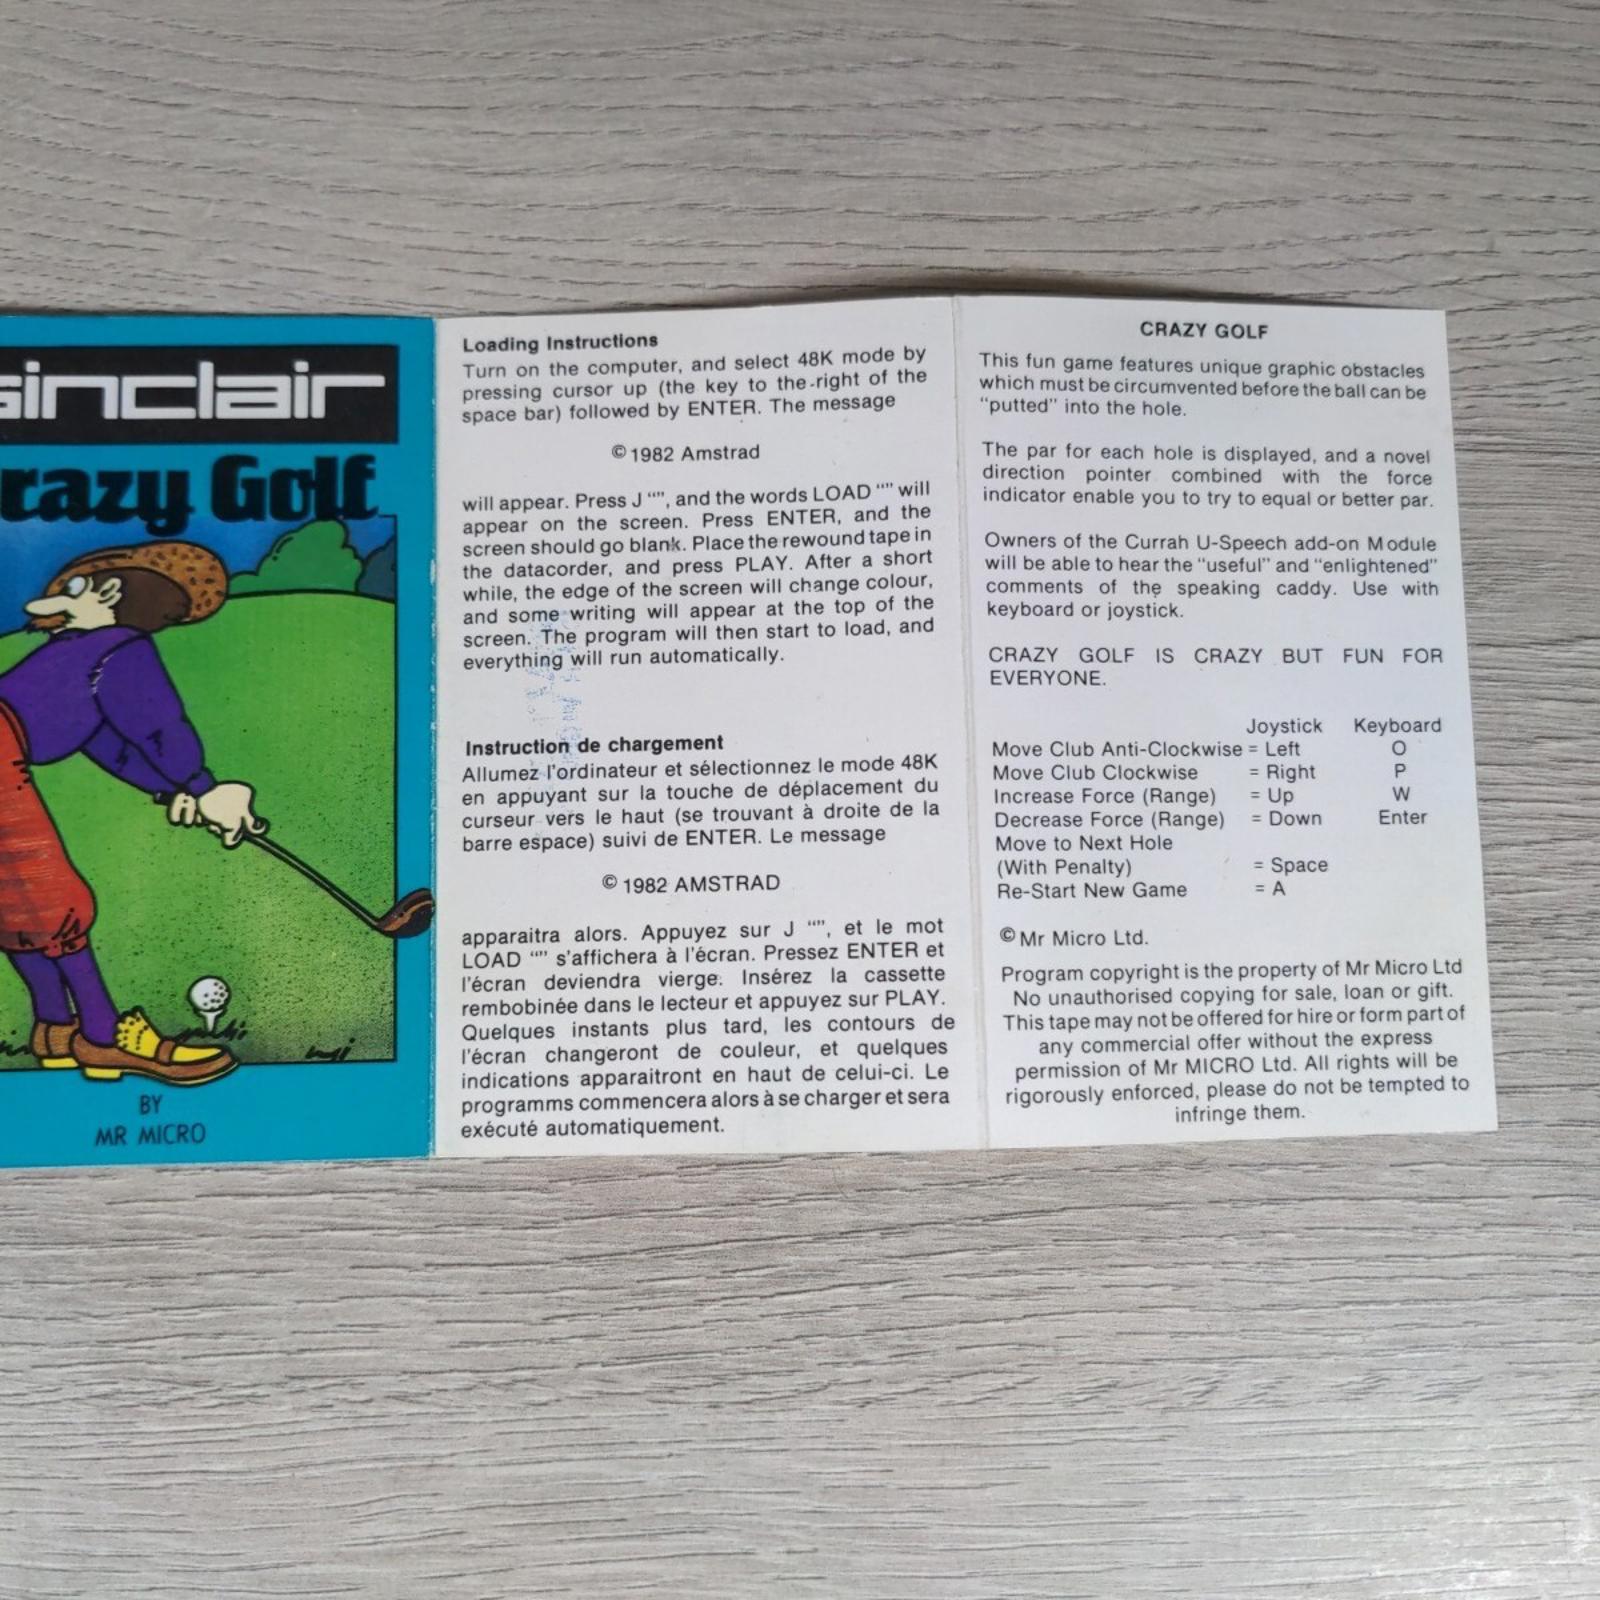 sinclair
razy Golf
BY
MR MICRO
Loading Instructions
Turn on the computer, and select 48K mode by
pressing cursor up (the key to the right of the
space bar) followed by ENTER. The message
© 1982 Amstrad
will appear. Press J “”, and the words LOAD “” will
appear on the screen. Press ENTER, and the
screen should go blank. Place the rewound tape in
the datacorder, and press PLAY. After a short
while, the edge of the screen will change colour,
and some writing will appear at the top of the
screen. The program will then start to load, and
everything will run automatically.
Instruction de chargement
Allumez l'ordinateur et sélectionnez le mode 48K
en appuyant sur la touche de déplacement du
curseur vers le haut (se trouvant à droite de la
barre espace) suivi de ENTER. Le message
© 1982 AMSTRAD
apparaitra alors. Appuyez sur J “”, et le mot
LOAD “” s'affichera à l'écran. Pressez ENTER et
l'écran deviendra vierge. Insérez la cassette
rembobinée dans le lecteur et appuyez sur PLAY.
Quelques instants plus tard, les contours de
l'écran changeront de couleur, et quelques
indications apparaitront en haut de celui-ci. Le
programms commencera alors à se charger et sera
exécuté automatiquement.
CRAZY GOLF
This fun game features unique graphic obstacles
which must be circumvented before the ball can be
“putted” into the hole.
The par for each hole is displayed, and a novel
direction pointer combined with the force
indicator enable you to try to equal or better par.
Owners of the Currah U-Speech add-on Module
will be able to hear the “useful” and “enlightened”
comments of the speaking caddy. Use with
keyboard or joystick.
CRAZY GOLF IS CRAZY BUT FUN FOR
EVERYONE.
Joystick Keyboard
Move Club Anti-Clockwise = Left O
Move Club Clockwise = Right P
Increase Force (Range) = Up W
Decrease Force (Range) = Down Enter
Move to Next Hole
(With Penalty) = Space
Re-Start New Game = A
© Mr Micro Ltd.
Program copyright is the property of Mr Micro Ltd
No unauthorised copying for sale, loan or gift.
This tape may not be offered for hire or form part of
any commercial offer without the express
permission of Mr MICRO Ltd. All rights will be
rigorously enforced, please do not be tempted to
infringe them.